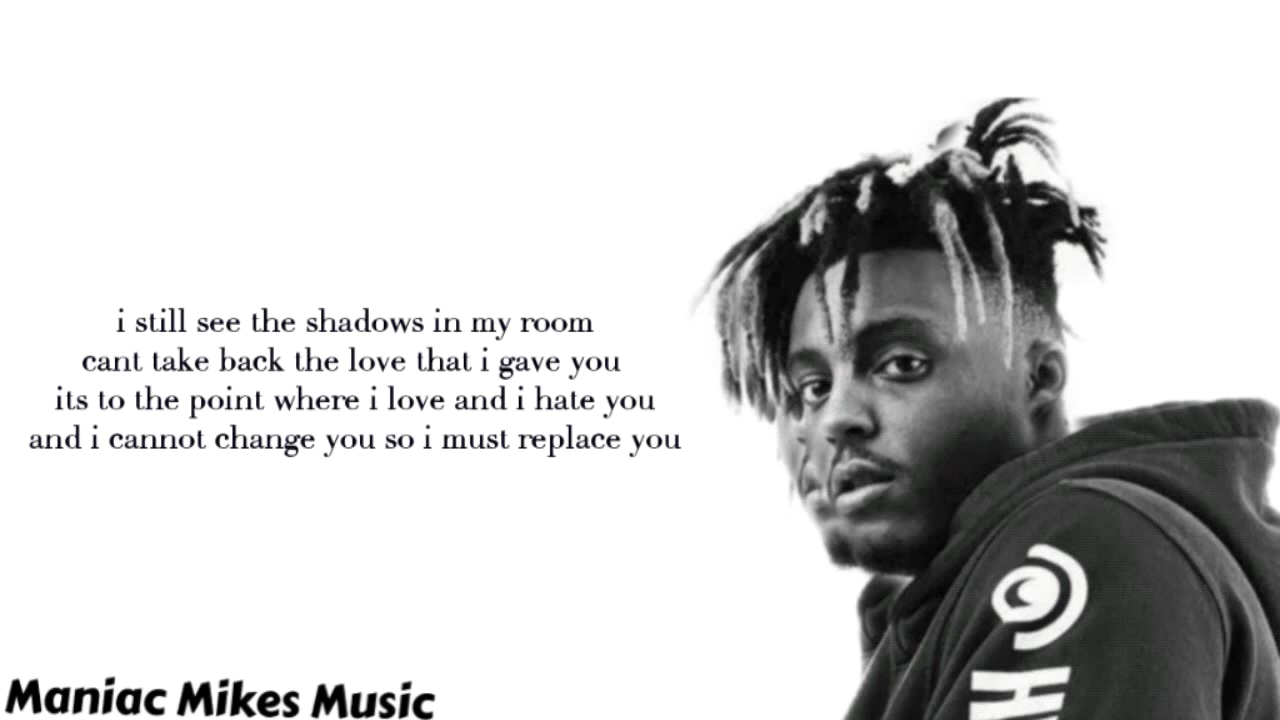 i still see the shadows in my room
cant take back the love that i gave you
its to the point where i love and i hate you
and i cannot change you so i must replace you
Maniac Mikes Music